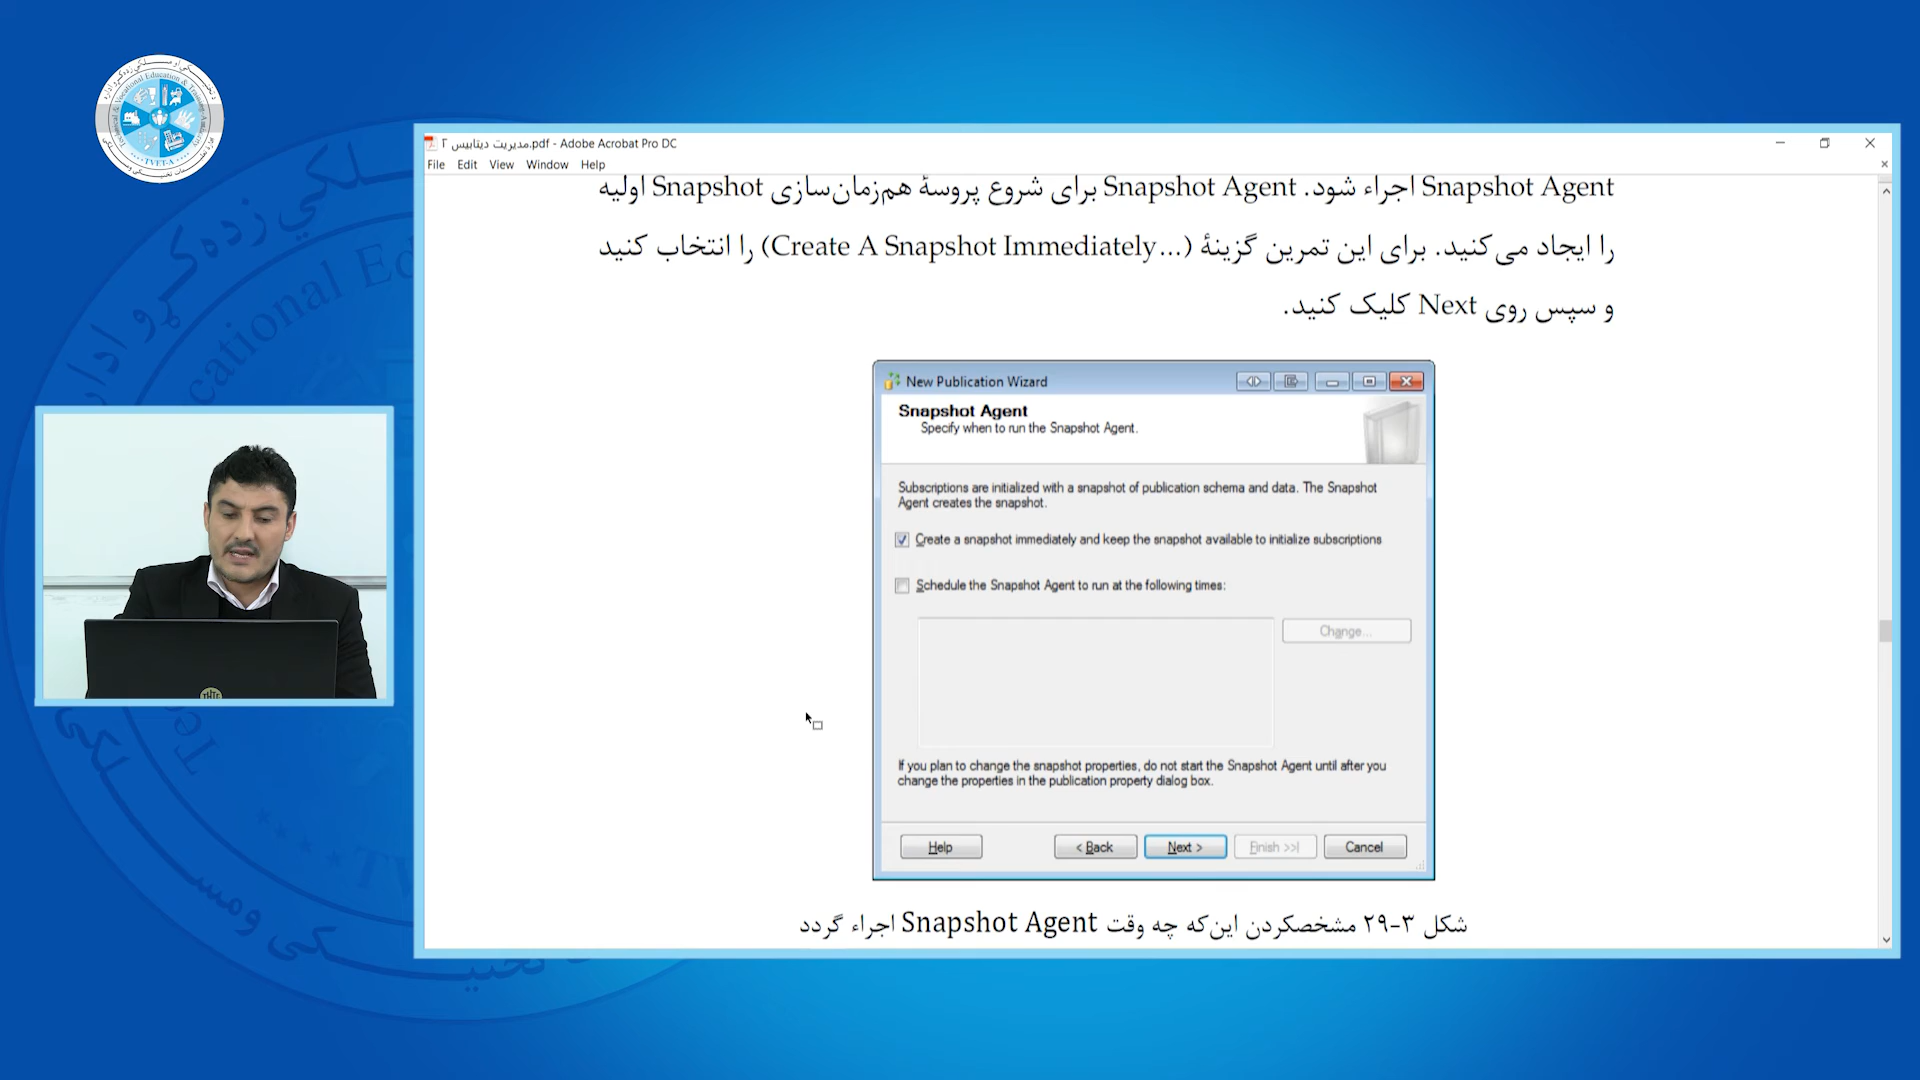 Technical & Vocational Education & Training Authority
TVET-A
مدیریت دیتابیس ۲.pdf - Adobe Acrobat Pro DC
File Edit View Window Help
Snapshot Agent اجراء شود. Snapshot Agent برای شروع پروسهٔ هم‌زمان‌سازی Snapshot اولیه
را ایجاد می‌کنید. برای این تمرین گزینهٔ (Create A Snapshot Immediately…) را انتخاب کنید
و سپس روی Next کلیک کنید.
New Publication Wizard
Snapshot Agent
Specify when to run the Snapshot Agent.
Subscriptions are initialized with a snapshot of publication schema and data. The Snapshot
Agent creates the snapshot.
Create a snapshot immediately and keep the snapshot available to initialize subscriptions
Schedule the Snapshot Agent to run at the following times:
Change...
If you plan to change the snapshot properties, do not start the Snapshot Agent until after you
change the properties in the publication property dialog box.
Help
< Back
Next >
Finish >>|
Cancel
شکل ۳-۲۹ مشخصکردن این‌که چه وقت Snapshot Agent اجراء گردد